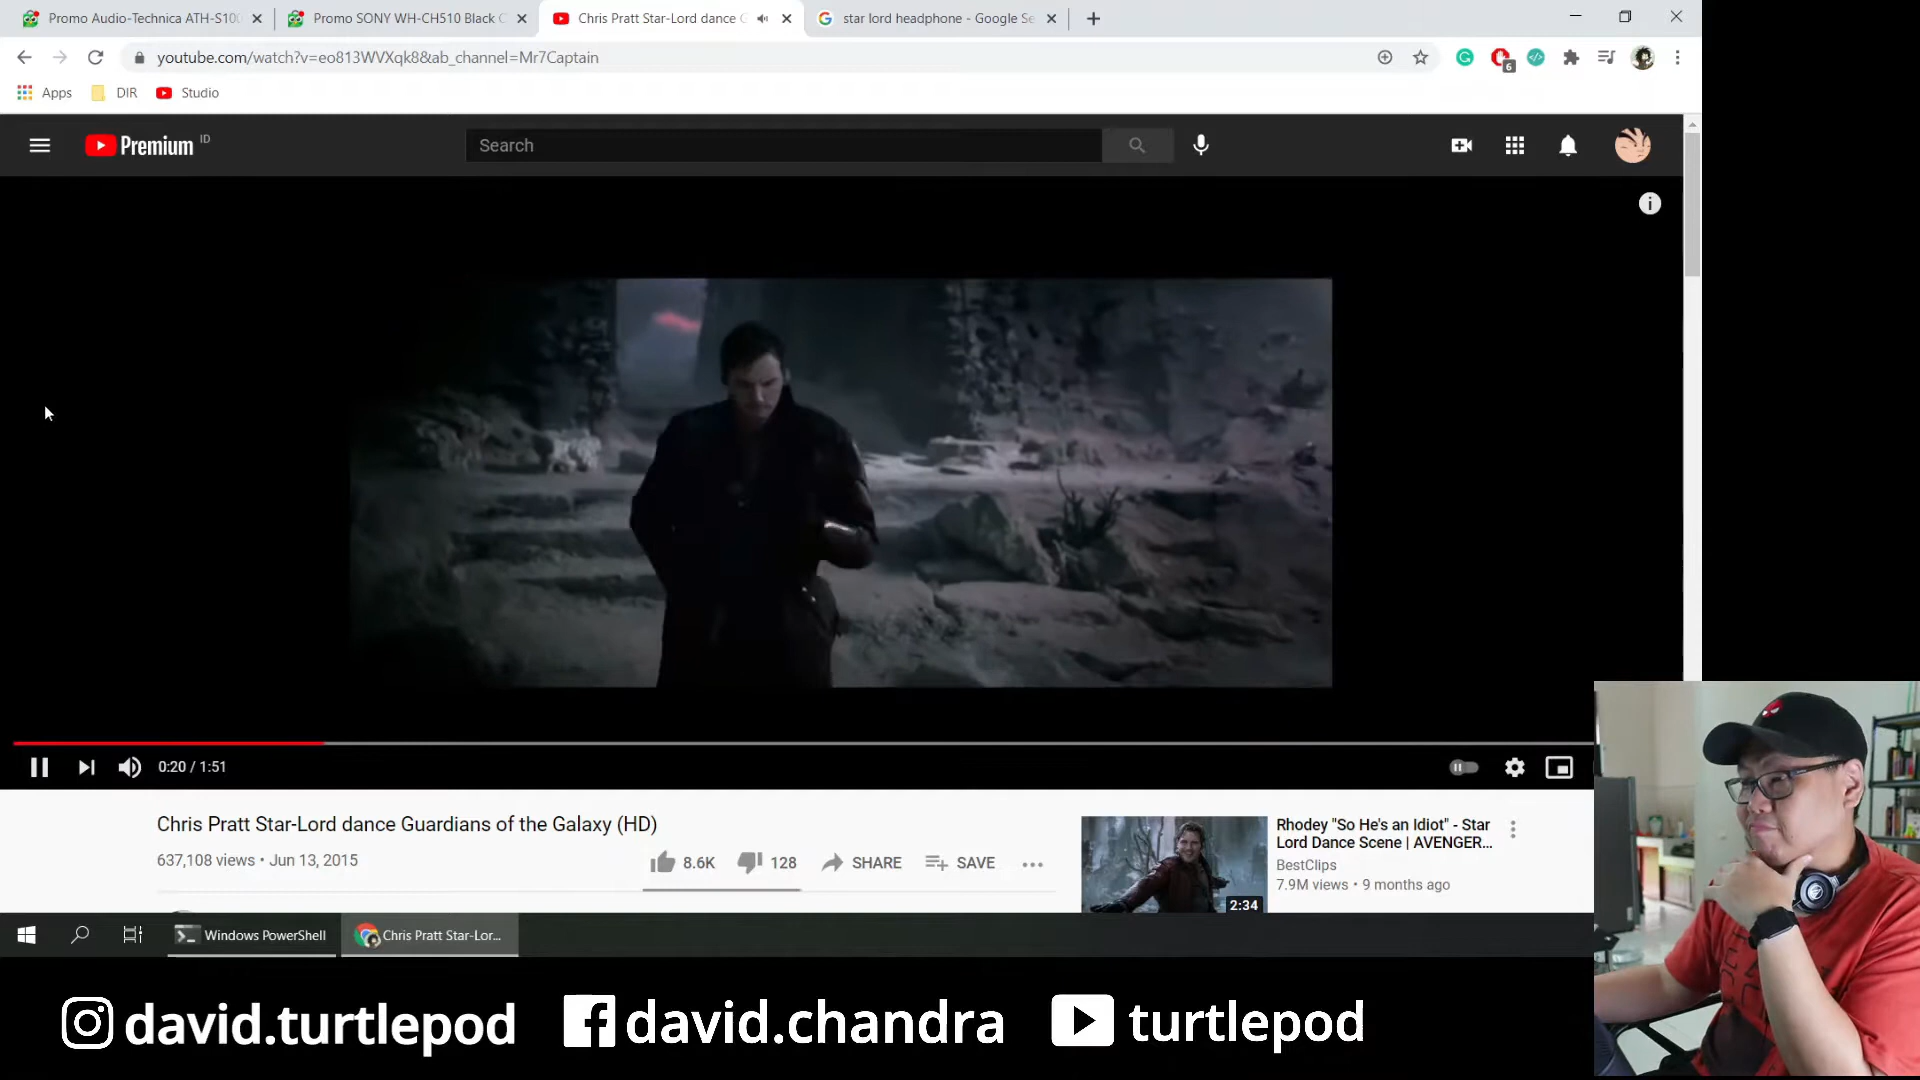 Promo Audio-Technica ATH-S10
Promo SONY WH-CH510 Black C
Chris Pratt Star-Lord dance G
star lord headphone - Google Se
youtube.com/watch?v=eo813WVXqk8&ab_channel=Mr7Captain
6
Apps
DIR
Studio
Premium ID
Search
0:20 / 1:51
Chris Pratt Star-Lord dance Guardians of the Galaxy (HD)
637,108 views • Jun 13, 2015
8.6K
128
SHARE
SAVE
2:34
Rhodey "So He's an Idiot" - Star
Lord Dance Scene | AVENGER...
BestClips
7.9M views • 9 months ago
Windows PowerShell
Chris Pratt Star-Lor...
david.turtlepod
david.chandra
turtlepod